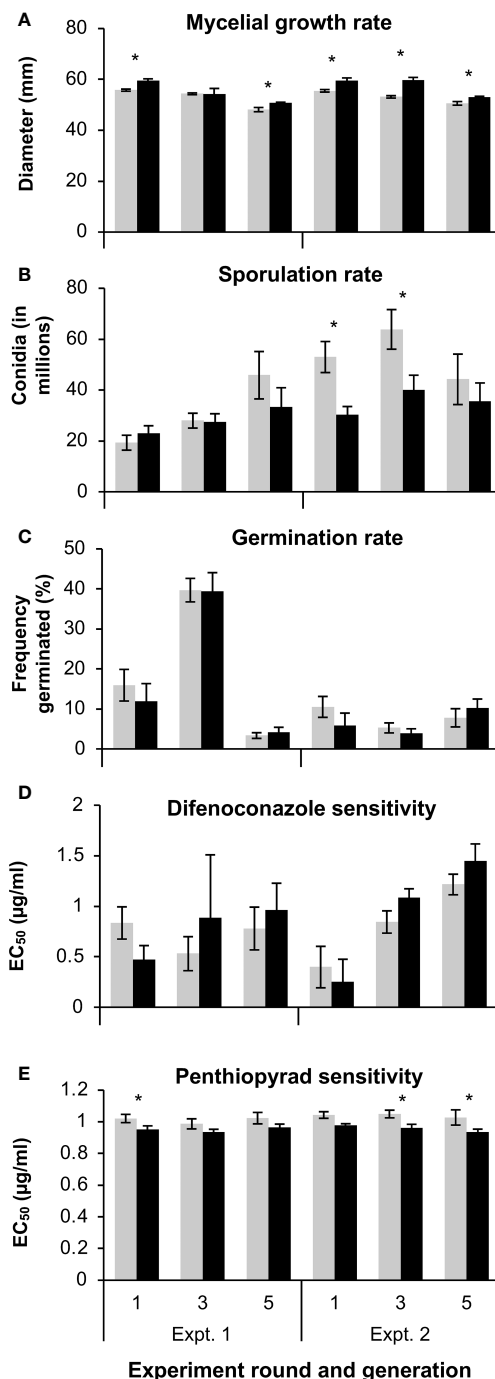 A Mycelial growth rate
Diameter (mm)
80
60
40
20
0
* * * * *
B Sporulation rate
Conidia (in
millions)
80
60
40
20
0
* *
C Germination rate
Frequency
germinated (%)
50
40
30
20
10
0
D Difenoconazole sensitivity
EC50 (µg/ml)
2
1.5
1
0.5
0
E Penthiopyrad sensitivity
EC50 (µg/ml)
1.2
1
0.8
0.6
0.4
0.2
0
* * *
1 3 5 1 3 5
Expt. 1 Expt. 2
Experiment round and generation